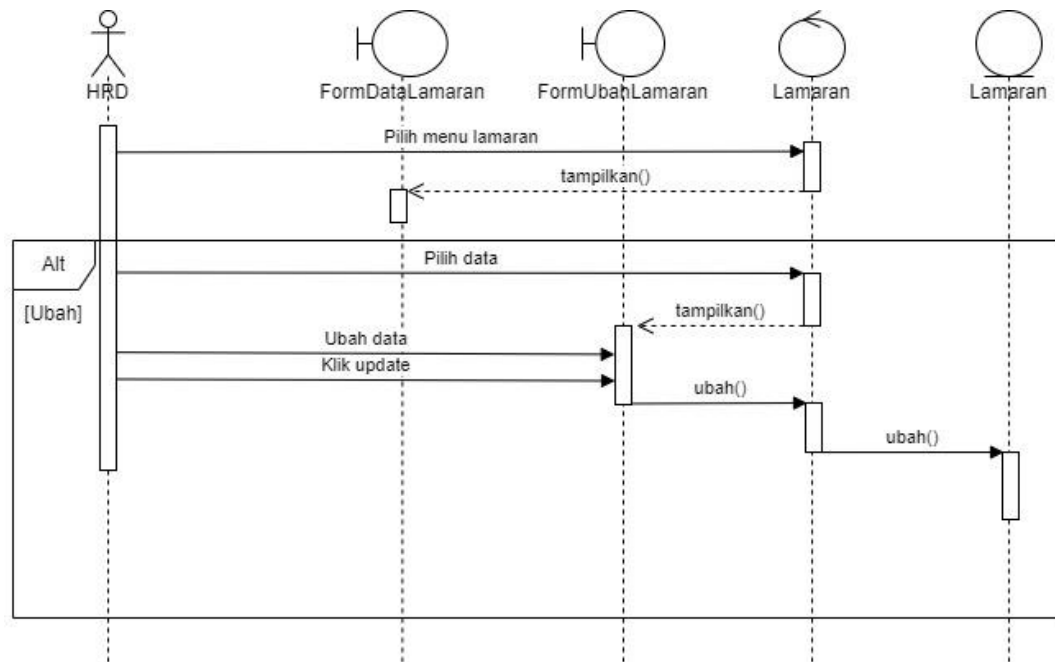 HRD
FormDataLamaran
FormUbahLamaran
Lamaran
Lamaran
Pilih menu lamaran
tampilkan()
Alt
Pilih data
[Ubah]
tampilkan()
Ubah data
Klik update
ubah()
ubah()